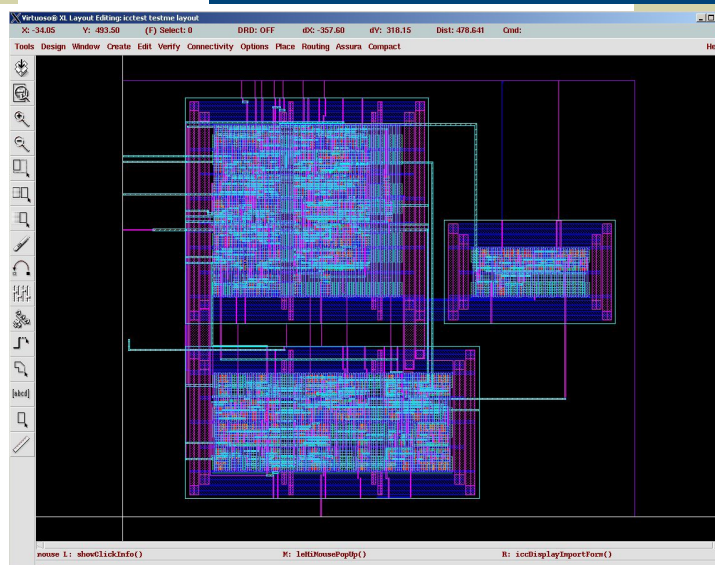 Virtuoso® XL Layout Editing: icctest testme layout
X: -34.05 Y: 493.50 (F) Select: 0 DRD: OFF dX: -357.60 dY: 318.15 Dist: 478.641 Cmd:
Tools Design Window Create Edit Verify Connectivity Options Place Routing Assura Compact He
[abcd]
mouse L: showClickInfo() M: leHiMousePopUp() R: iccDisplayImportForm()